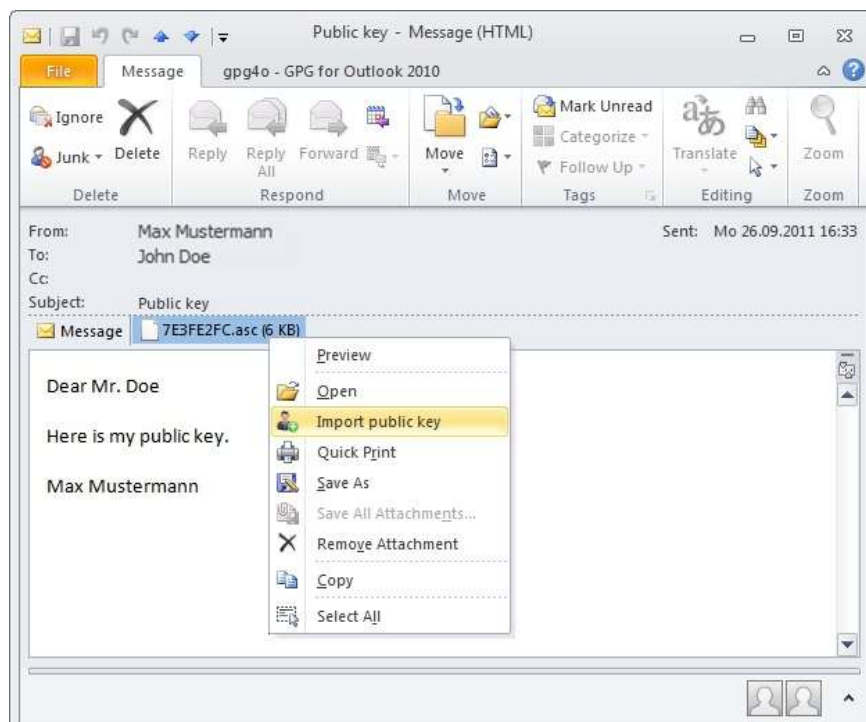 Public key - Message (HTML)
File Message gpg4o - GPG for Outlook 2010
Ignore
Junk
Delete
Delete
Reply
Reply All
Forward
Respond
Move
Move
Mark Unread
Categorize
Follow Up
Tags
Translate
Editing
Zoom
Zoom
From: Max Mustermann
Sent: Mo 26.09.2011 16:33
To: John Doe
Cc:
Subject: Public key
Message 7E3FE2FC.asc (6 KB)
Dear Mr. Doe
Here is my public key.
Max Mustermann
Preview
Open
Import public key
Quick Print
Save As
Save All Attachments...
Remove Attachment
Copy
Select All